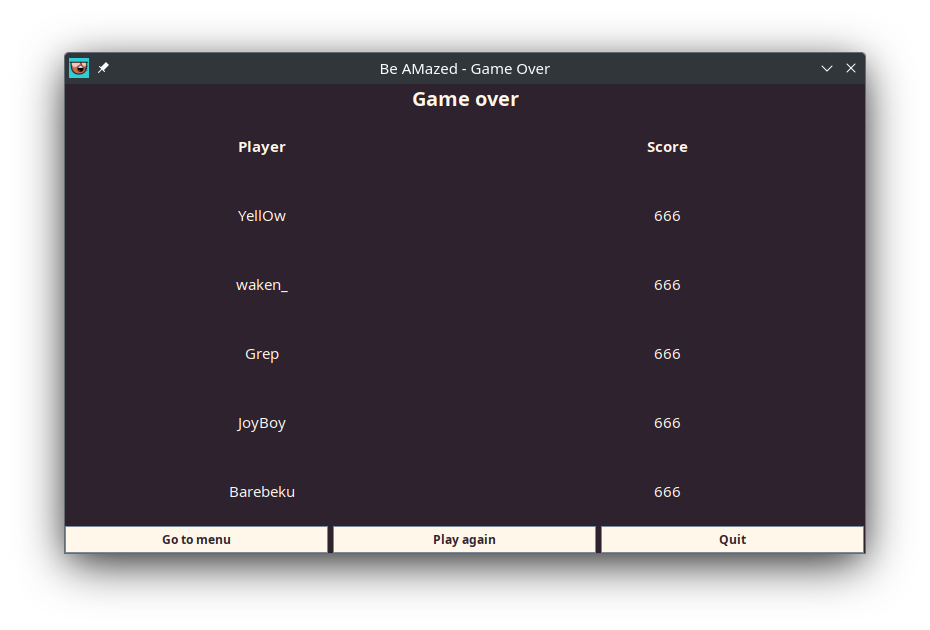 Be AMazed - Game Over
Game over
Player Score
YellOw 666
waken_ 666
Grep 666
JoyBoy 666
Barebeku 666
Go to menu Play again Quit